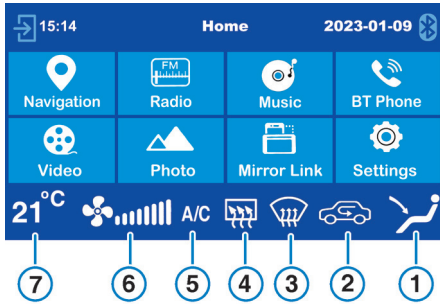 15:14 Home 2023-01-09
FM
Navigation Radio Music BT Phone
Video Photo Mirror Link Settings
21°C A/C
7 6 5 4 3 2 1